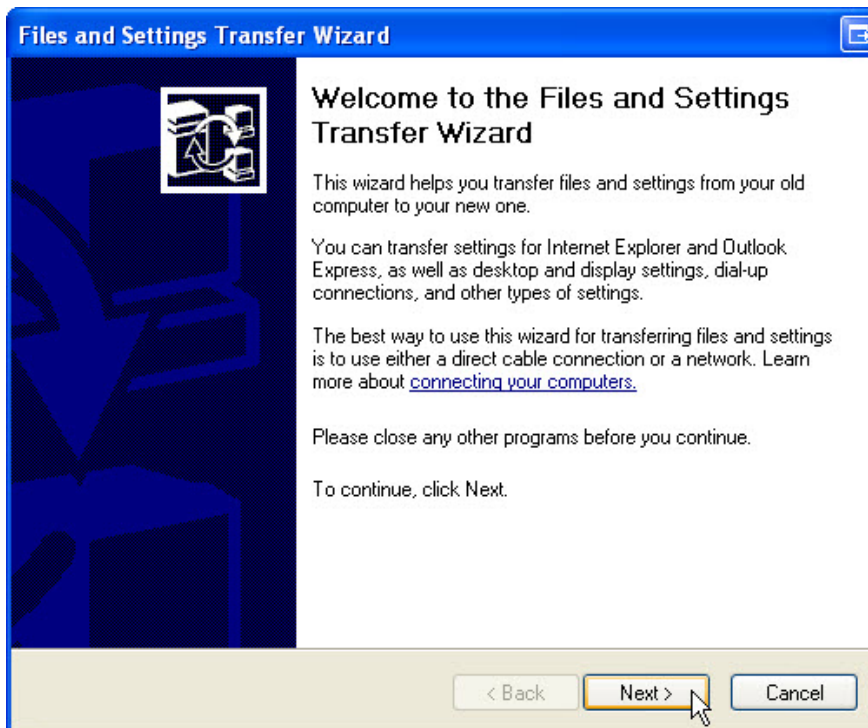 Files and Settings Transfer Wizard
Welcome to the Files and Settings
Transfer Wizard
This wizard helps you transfer files and settings from your old
computer to your new one.
You can transfer settings for Internet Explorer and Outlook
Express, as well as desktop and display settings, dial-up
connections, and other types of settings.
The best way to use this wizard for transferring files and settings
is to use either a direct cable connection or a network. Learn
more about connecting your computers.
Please close any other programs before you continue.
To continue, click Next.
< Back Next > Cancel